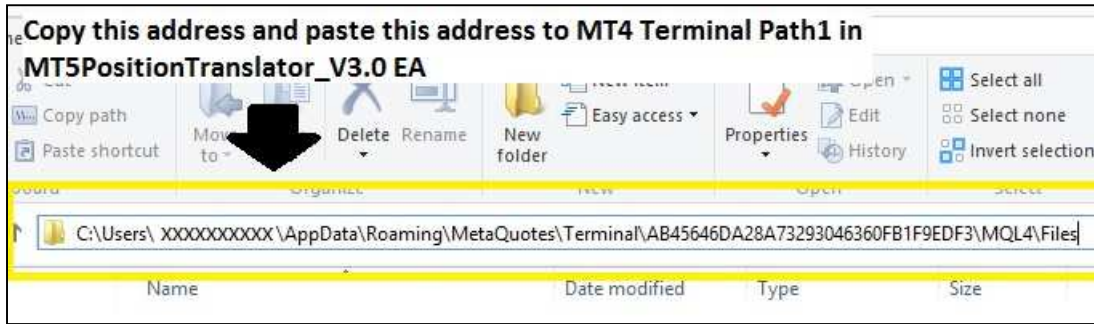 Copy this address and paste this address to MT4 Terminal Path1 in
MT5PositionTranslator_V3.0 EA
Select all
Copy path
Delete
Rename
New
folder
Easy access
Properties
Edit
Select none
Paste shortcut
to
History
Invert selection
Organize
New
Open
Select
C:\Users\ XXXXXXXXXX \AppData\Roaming\MetaQuotes\Terminal\AB45646DA28A73293046360FB1F9EDF3\MQL4\Files
Name
Date modified
Type
Size